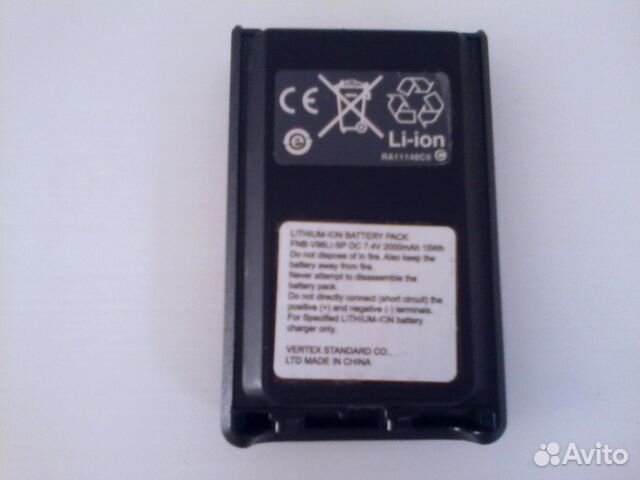 CE
Li-ion
RA11148C0
LITHIUM-ION BATTERY PACK
FNB-V96LI-SP DC 7.4V 2000mAh 15Wh
Do not dispose of in fire. Also keep the
battery away from fire.
Never attempt to disassemble the
battery pack.
Do not directly connect (short circuit) the
positive (+) and negative (-) terminals.
For Specified LITHIUM-ION battery
charger only.
VERTEX STANDARD CO.,
LTD MADE IN CHINA
Avito